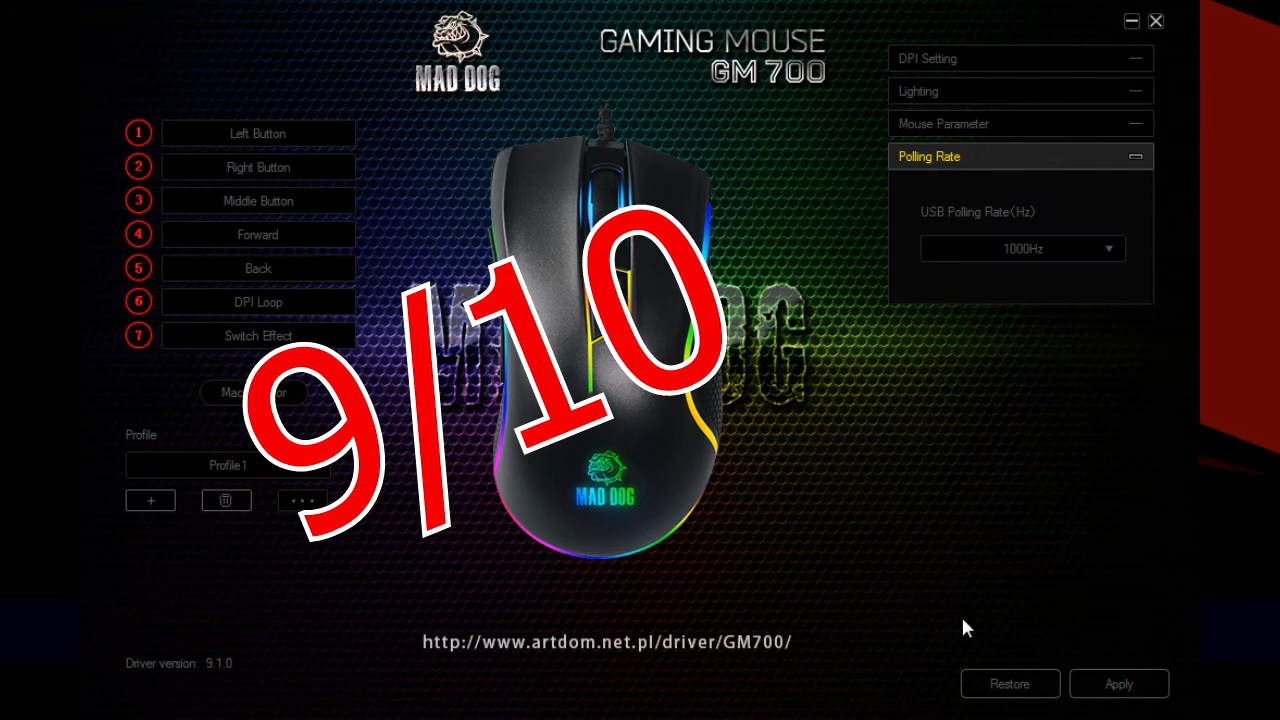 MAD DOG
GAMING MOUSE
GM 700
DPI Setting
Lighting
Mouse Parameter
Polling Rate
USB Polling Rate(Hz)
1000Hz
1 Left Button
2 Right Button
3 Middle Button
4 Forward
5 Back
6 DPI Loop
7 Switch Effect
9/10
Profile
Profile1
MAD DOG
http://www.artdom.net.pl/driver/GM700/
Driver version: 9.1.0
Restore
Apply